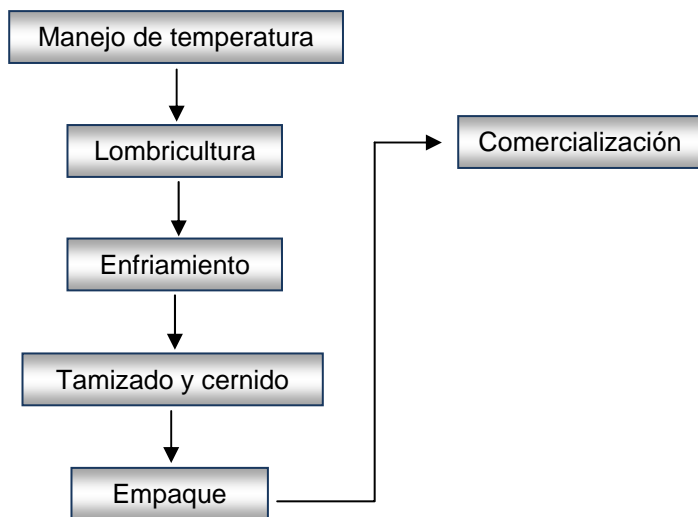 Manejo de temperatura
Lombricultura
Enfriamiento
Tamizado y cernido
Empaque
Comercialización